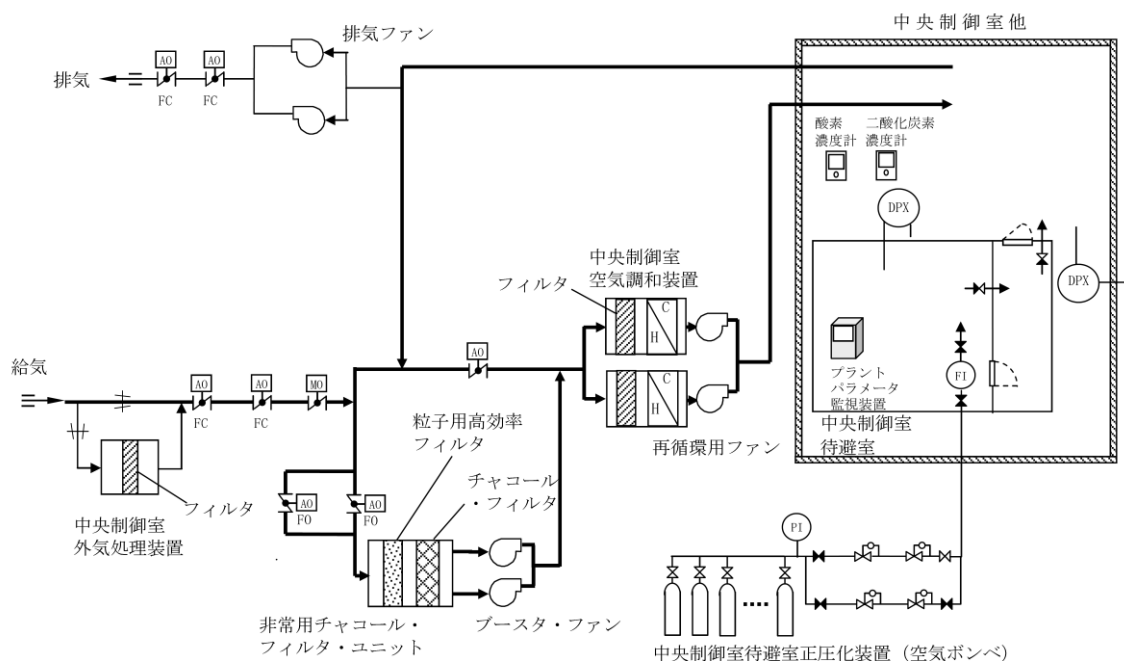 中央制御室他
排気ファン
AO
AO
排気
FC
FC
酸素
濃度計
二酸化炭素
濃度計
DPX
DPX
中央制御室
空気調和装置
フィルタ
C
H
C
H
AO
再循環用ファン
プラント
パラメータ
監視装置
FI
中央制御室
待避室
給気
AO
AO
MO
FC
FC
粒子用高効率
フィルタ
チャコール
・フィルタ
フィルタ
中央制御室
外気処理装置
AO
FO
AO
FO
非常用チャコール・
フィルタ・ユニット
ブースタ・ファン
PI
中央制御室待避室正圧化装置（空気ボンベ）